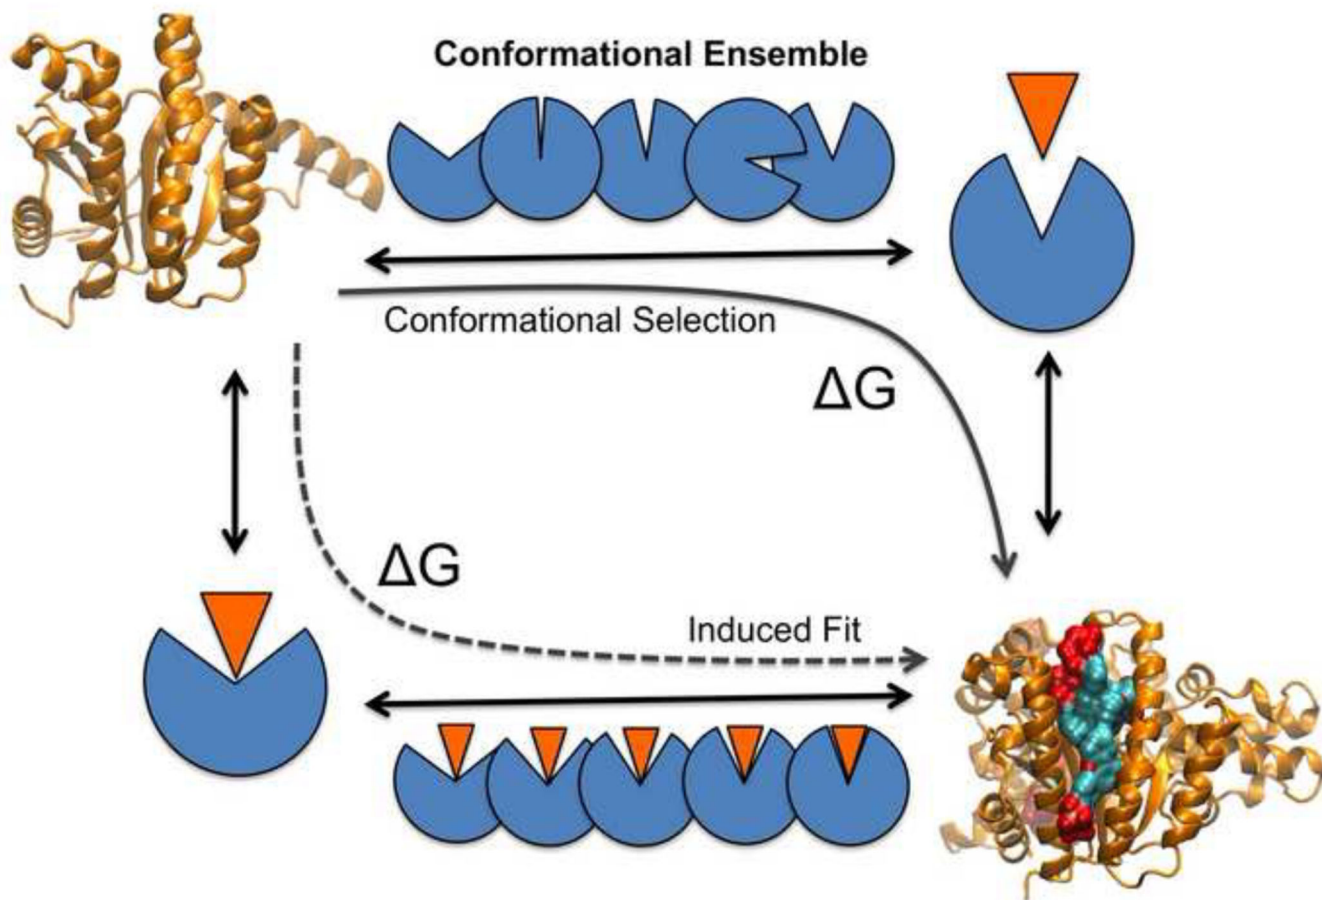 Conformational Ensemble
Conformational Selection
ΔG
ΔG
Induced Fit